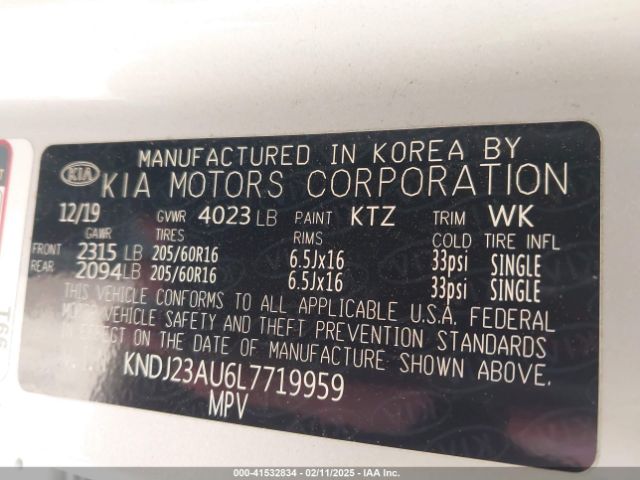 MANUFACTURED IN KOREA BY
KIA KIA MOTORS CORPORATION
12/19 GVWR 4023 LB PAINT KTZ TRIM WK
GAWR TIRES RIMS COLD TIRE INFL
FRONT 2315 LB 205/60R16 6.5Jx16 33psi SINGLE
REAR 2094 LB 205/60R16 6.5Jx16 33psi SINGLE
THIS VEHICLE CONFORMS TO ALL APPLICABLE U.S.A. FEDERAL
MOTOR VEHICLE SAFETY AND THEFT PREVENTION STANDARDS
IN EFFECT ON THE DATE OF MANUFACTURE SHOWN ABOVE.
KNDJ23AU6L7719959
MPV
000-41532834 - 02/11/2025 - IAA Inc.